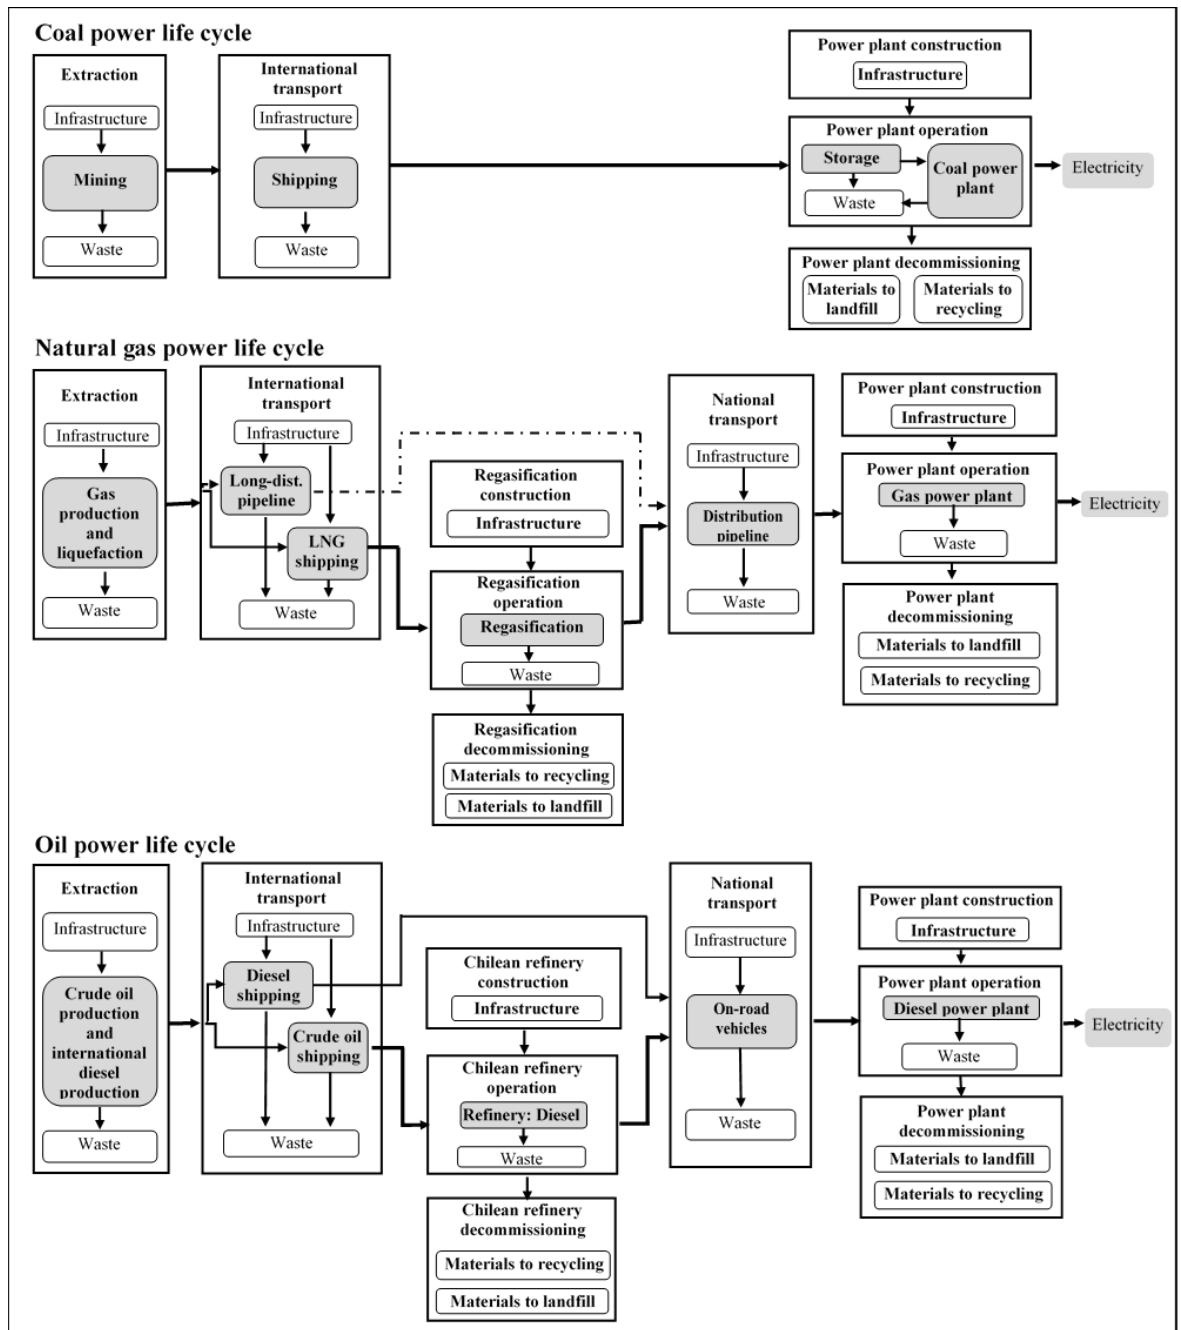 Coal power life cycle
Extraction
Infrastructure
Mining
Waste
International
transport
Infrastructure
Shipping
Waste
Power plant construction
Infrastructure
Power plant operation
Storage
Waste
Coal power
plant
Electricity
Power plant decommissioning
Materials to
landfill
Materials to
recycling
Natural gas power life cycle
Extraction
Infrastructure
Gas
production
and
liquefaction
Waste
International
transport
Infrastructure
Long-dist.
pipeline
LNG
shipping
Waste
Regasification
construction
Infrastructure
Regasification
operation
Regasification
Waste
Regasification
decommissioning
Materials to recycling
Materials to landfill
National
transport
Infrastructure
Distribution
pipeline
Waste
Power plant construction
Infrastructure
Power plant operation
Gas power plant
Waste
Electricity
Power plant
decommissioning
Materials to landfill
Materials to recycling
Oil power life cycle
Extraction
Infrastructure
Crude oil
production
and
international
diesel
production
Waste
International
transport
Infrastructure
Diesel
shipping
Crude oil
shipping
Waste
Chilean refinery
construction
Infrastructure
Chilean refinery
operation
Refinery: Diesel
Waste
Chilean refinery
decommissioning
Materials to recycling
Materials to landfill
National
transport
Infrastructure
On-road
vehicles
Waste
Power plant construction
Infrastructure
Power plant operation
Diesel power plant
Waste
Electricity
Power plant
decommissioning
Materials to landfill
Materials to recycling